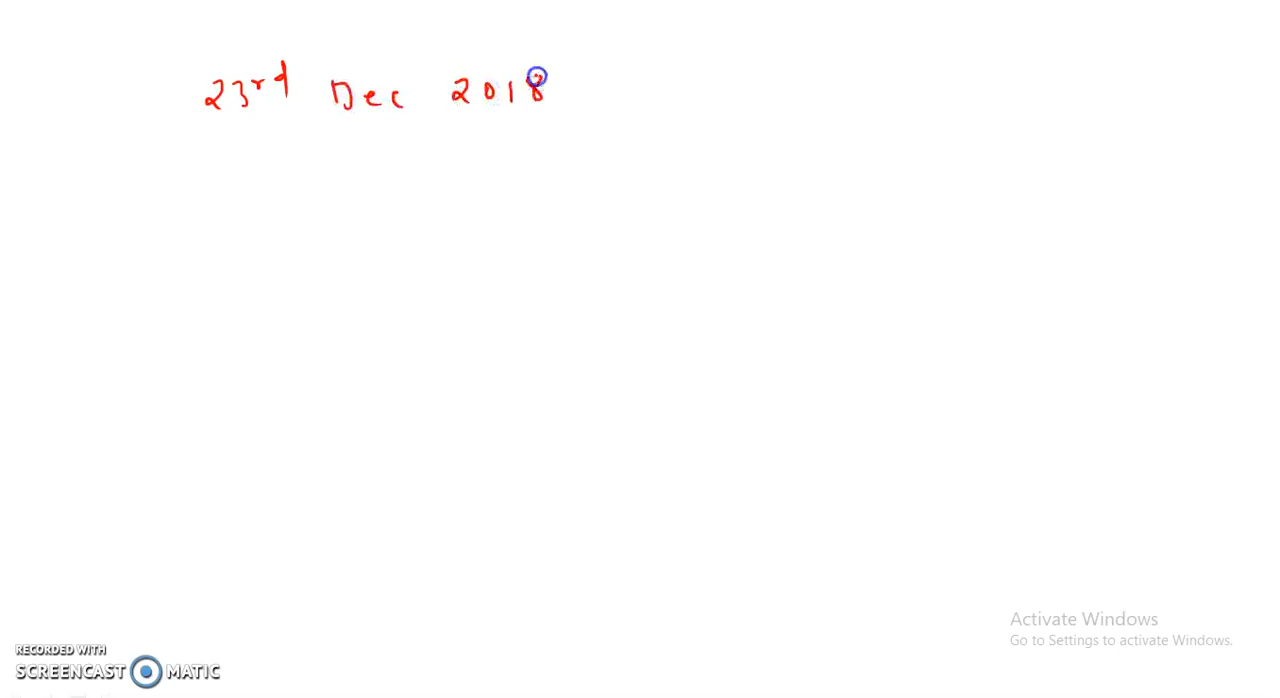 23rd Dec 2018
Activate Windows
Go to Settings to activate Windows.
RECORDED WITH
SCREENCAST MATIC